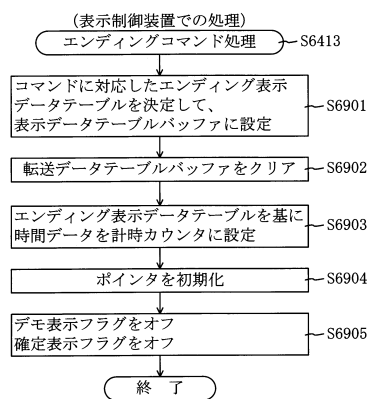 (表示制御装置での処理)
エンディングコマンド処理
S6413
コマンドに対応したエンディング表示
データテーブルを決定して、
表示データテーブルバッファに設定
S6901
転送データテーブルバッファをクリア
S6902
エンディング表示データテーブルを基に
時間データを計時カウンタに設定
S6903
ポインタを初期化
S6904
デモ表示フラグをオフ
確定表示フラグをオフ
S6905
終 了